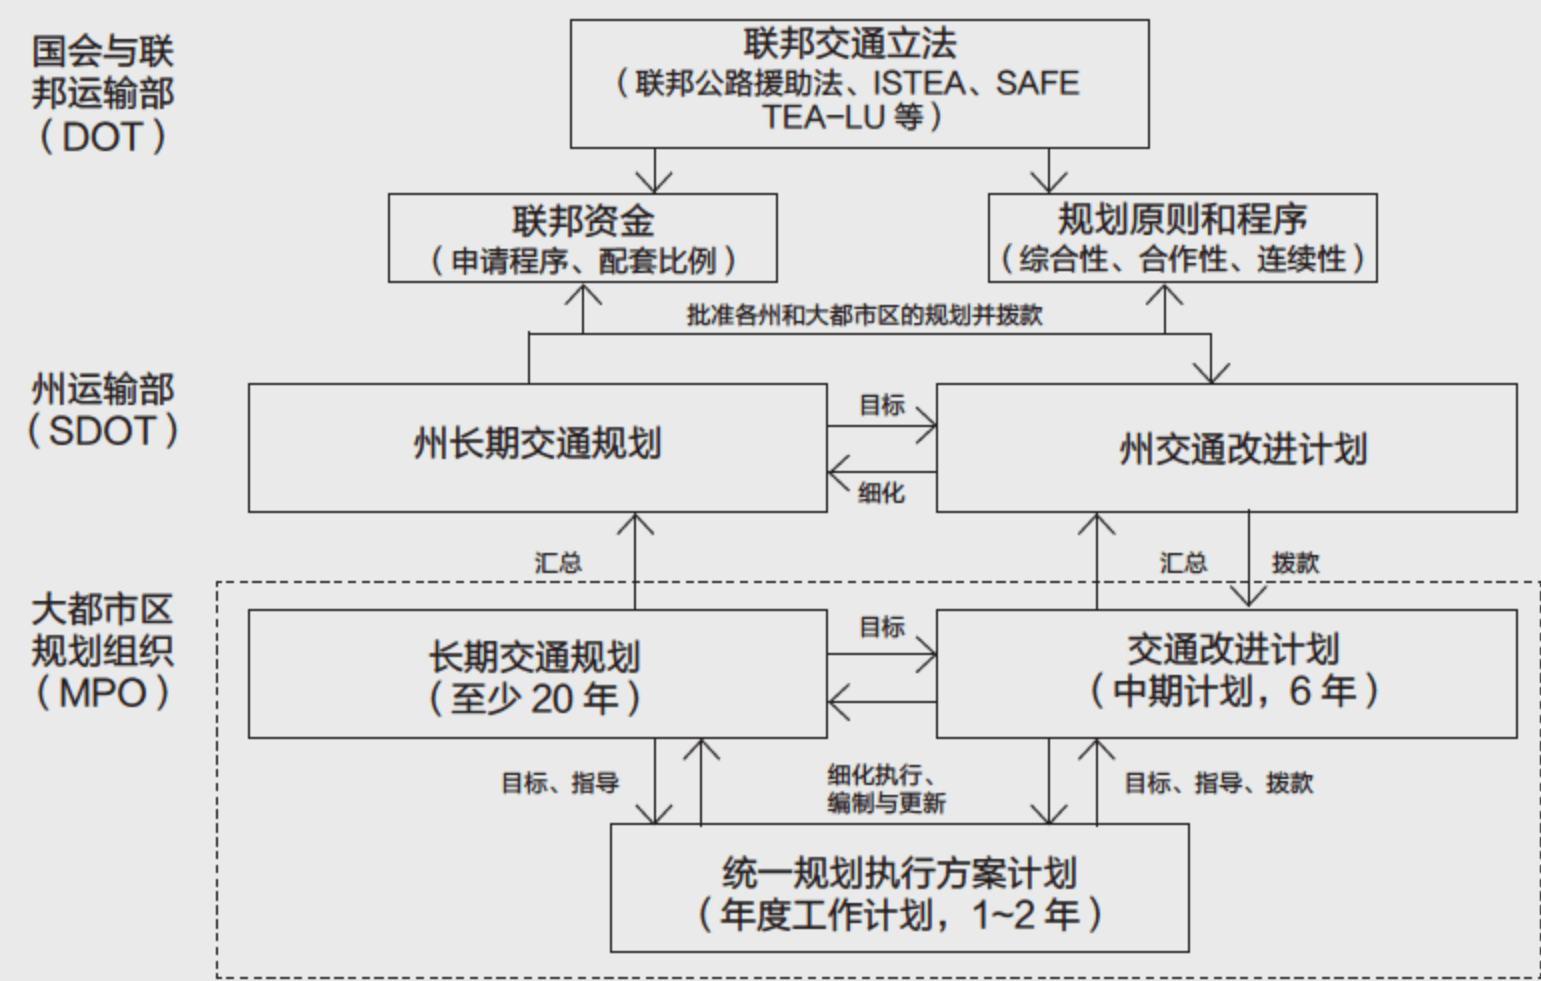 国会与联
邦运输部
（DOT）
联邦交通立法
（联邦公路援助法、ISTEA、SAFE
TEA-LU 等）
联邦资金
（申请程序、配套比例）
规划原则和程序
（综合性、合作性、连续性）
批准各州和大都市区的规划并拨款
州运输部
（SDOT）
州长期交通规划
目标
细化
州交通改进计划
汇总
汇总
拨款
大都市区
规划组织
（MPO）
长期交通规划
（至少 20 年）
目标
交通改进计划
（中期计划，6 年）
目标、指导
细化执行、
编制与更新
目标、指导、拨款
统一规划执行方案计划
（年度工作计划，1~2 年）